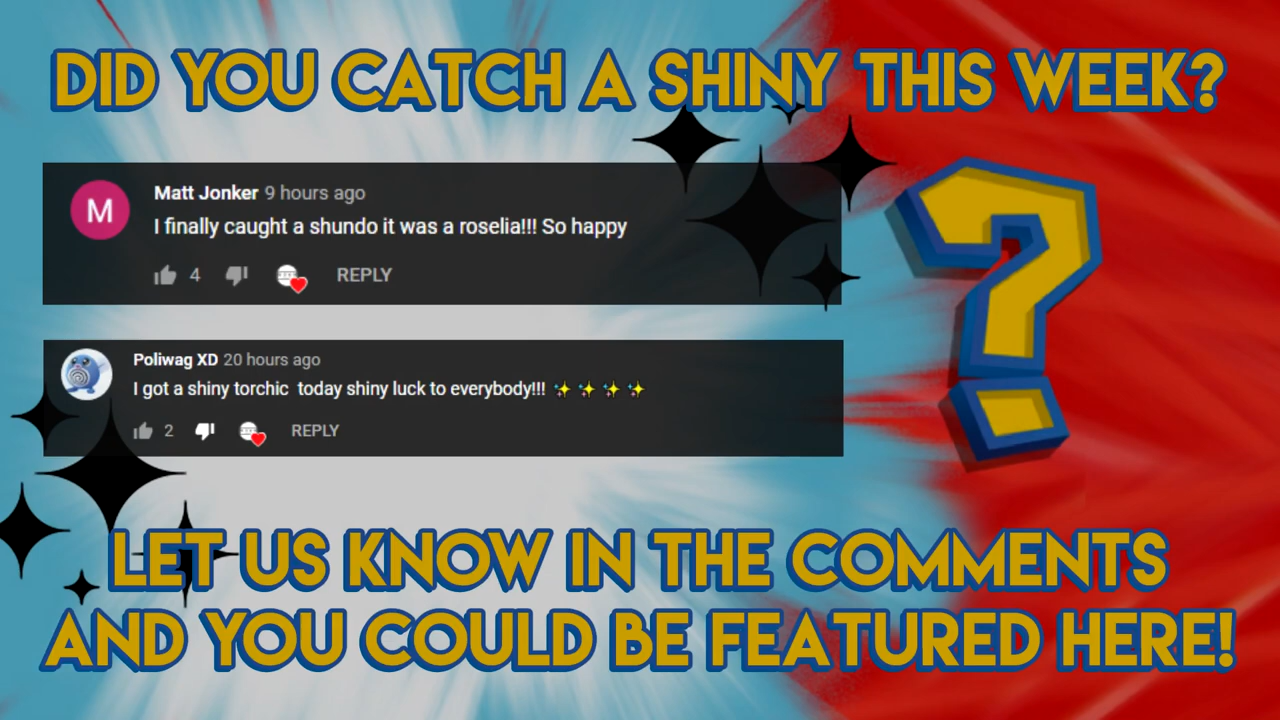 DID YOU CATCH A SHINY THIS WEEK?
M
Matt Jonker 9 hours ago
I finally caught a shundo it was a roselia!!! So happy
4 REPLY
?
Poliwag XD 20 hours ago
I got a shiny torchic today shiny luck to everybody!!! ✨ ✨ ✨ ✨
2 REPLY
LET US KNOW IN THE COMMENTS
AND YOU COULD BE FEATURED HERE!